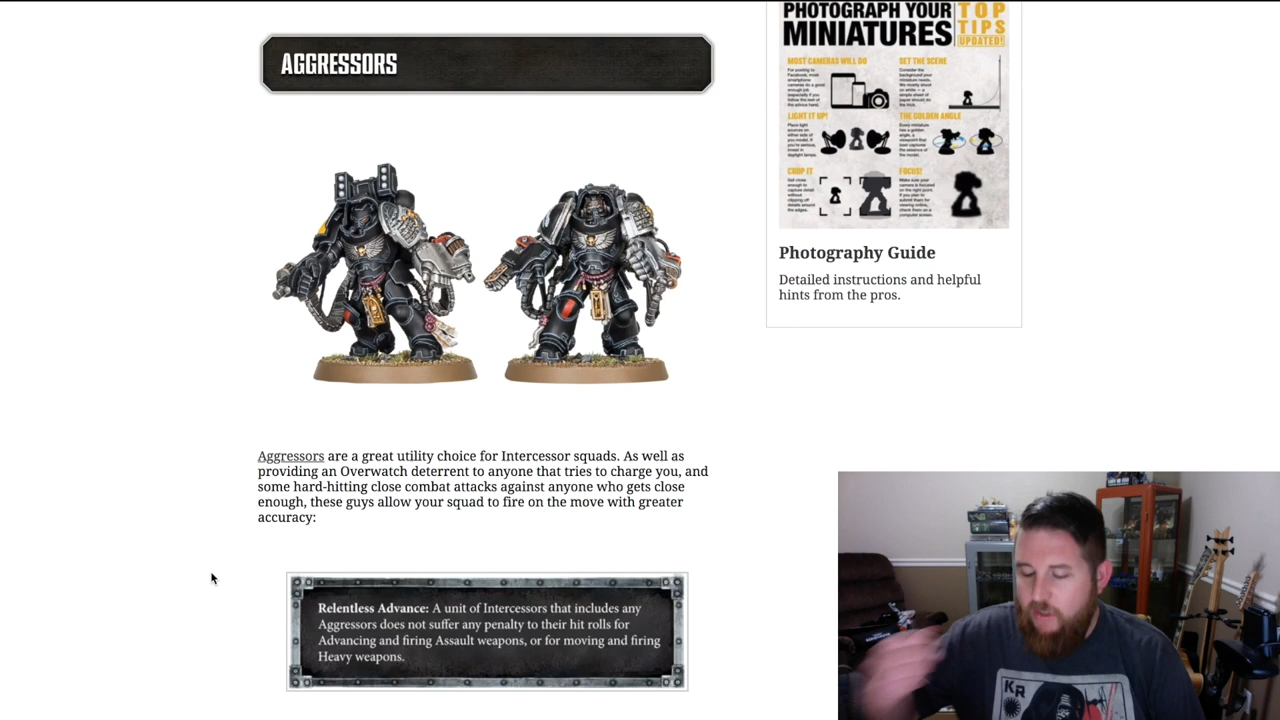 AGGRESSORS
Aggressors are a great utility choice for Intercessor squads. As well as
providing an Overwatch deterrent to anyone that tries to charge you, and
some hard-hitting close combat attacks against anyone who gets close
enough, these guys allow your squad to fire on the move with greater
accuracy:
Relentless Advance: A unit of Intercessors that includes any
Aggressors does not suffer any penalty to their hit rolls for
Advancing and firing Assault weapons, or for moving and firing
Heavy weapons.
PHOTOGRAPH YOUR
MINIATURES
TOP
TIPS
UPDATED!
MOST CAMERAS WILL DO
SET THE SCENE
LIGHT IT UP!
THE GOLDEN ANGLE
CROP IT
FOCUS!
Photography Guide
Detailed instructions and helpful
hints from the pros.
KR